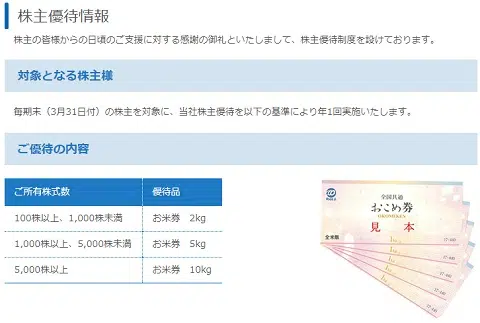 株主優待情報
株主の皆様からの日頃のご支援に対する感謝の御礼といたしまして、株主優待制度を設けております。
対象となる株主様
毎期末（3月31日付）の株主を対象に、当社株主優待を以下の基準により年1回実施いたします。
ご優待の内容
ご所有株式数 優待品
100株以上、1,000株未満 お米券 2kg
1,000株以上、5,000株未満 お米券 5kg
5,000株以上 お米券 10kg
全国共通
おこめ券
OKOMEKEN
見本
全米販